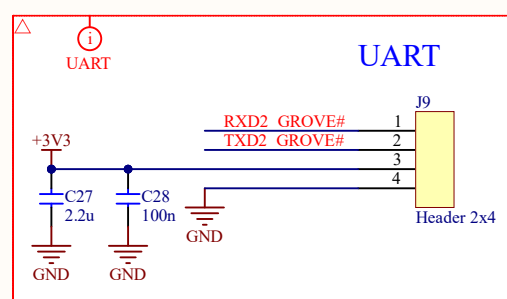 i
UART
UART
J9
RXD2_GROVE# 1
TXD2_GROVE# 2
+3V3
3
4
C27
2.2u
C28
100n
GND
Header 2x4
GND
GND